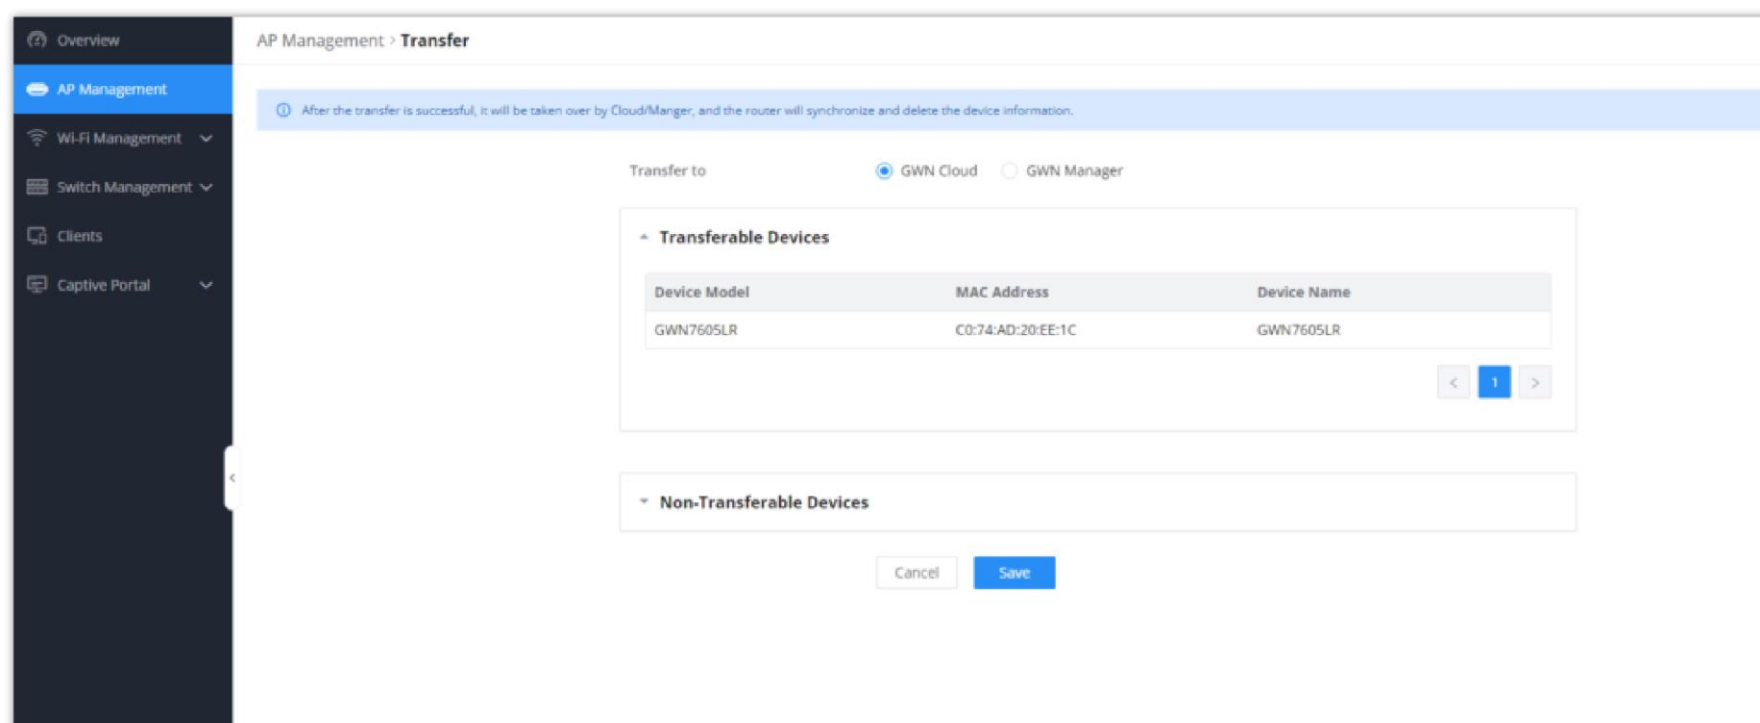 Overview
AP Management
Wi-Fi Management
Switch Management
Clients
Captive Portal
AP Management > Transfer
After the transfer is successful, it will be taken over by Cloud/Manger, and the router will synchronize and delete the device information.
Transfer to GWN Cloud GWN Manager
Transferable Devices
Device Model MAC Address Device Name
GWN7605LR C0:74:AD:20:EE:1C GWN7605LR
< 1 >
Non-Transferable Devices
Cancel Save